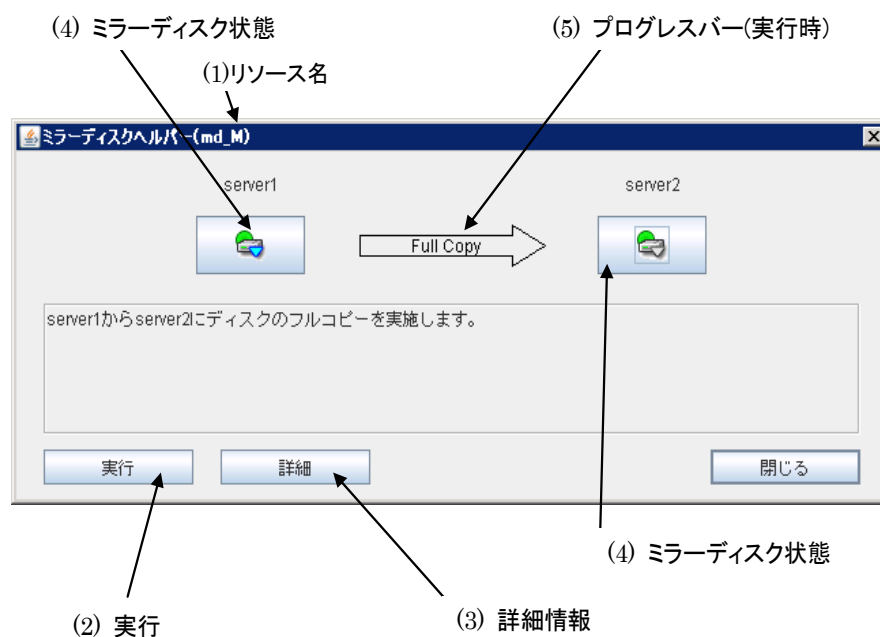 (4) ミラーディスク状態
(5) プログレスバー(実行時)
(1)リソース名
ミラーディスクヘルパー(md_M)
server1
server2
Full Copy
server1からserver2にディスクのフルコピーを実施します。
実行
詳細
閉じる
(4) ミラーディスク状態
(2) 実行
(3) 詳細情報